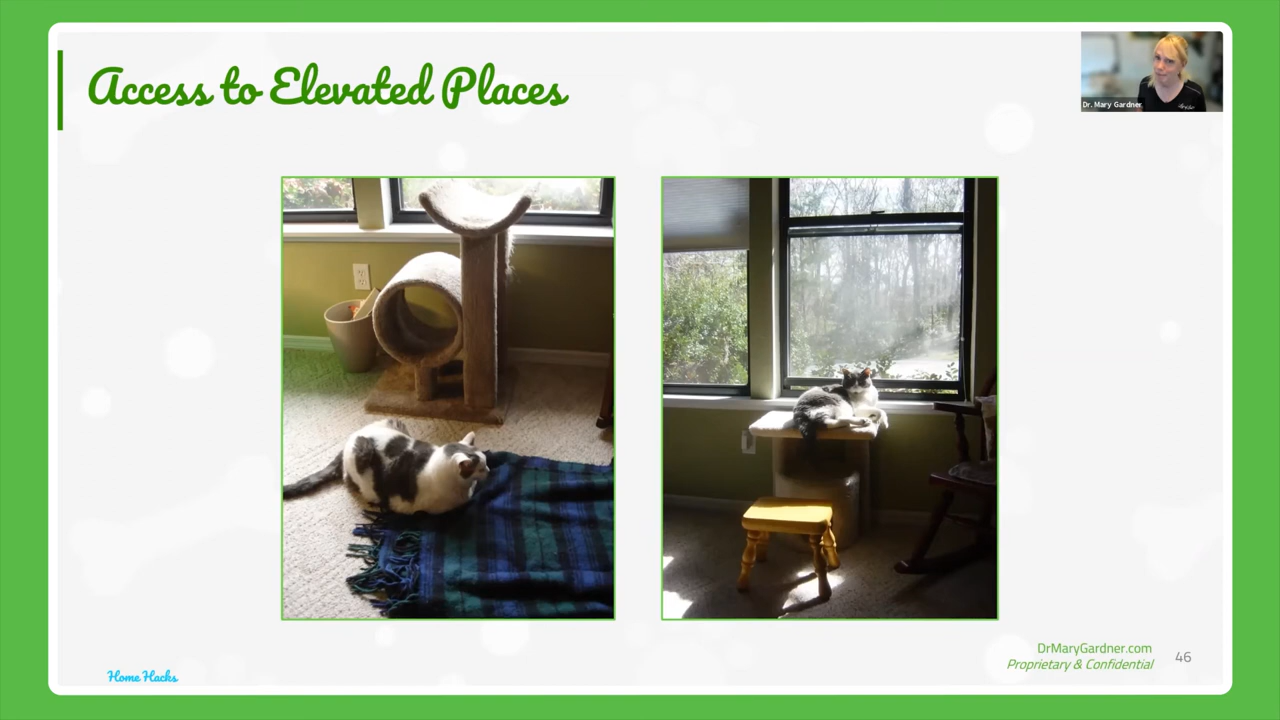 Access to Elevated Places
Dr. Mary Gardner
DrMaryGardner.com
Proprietary & Confidential
46
Home Hacks